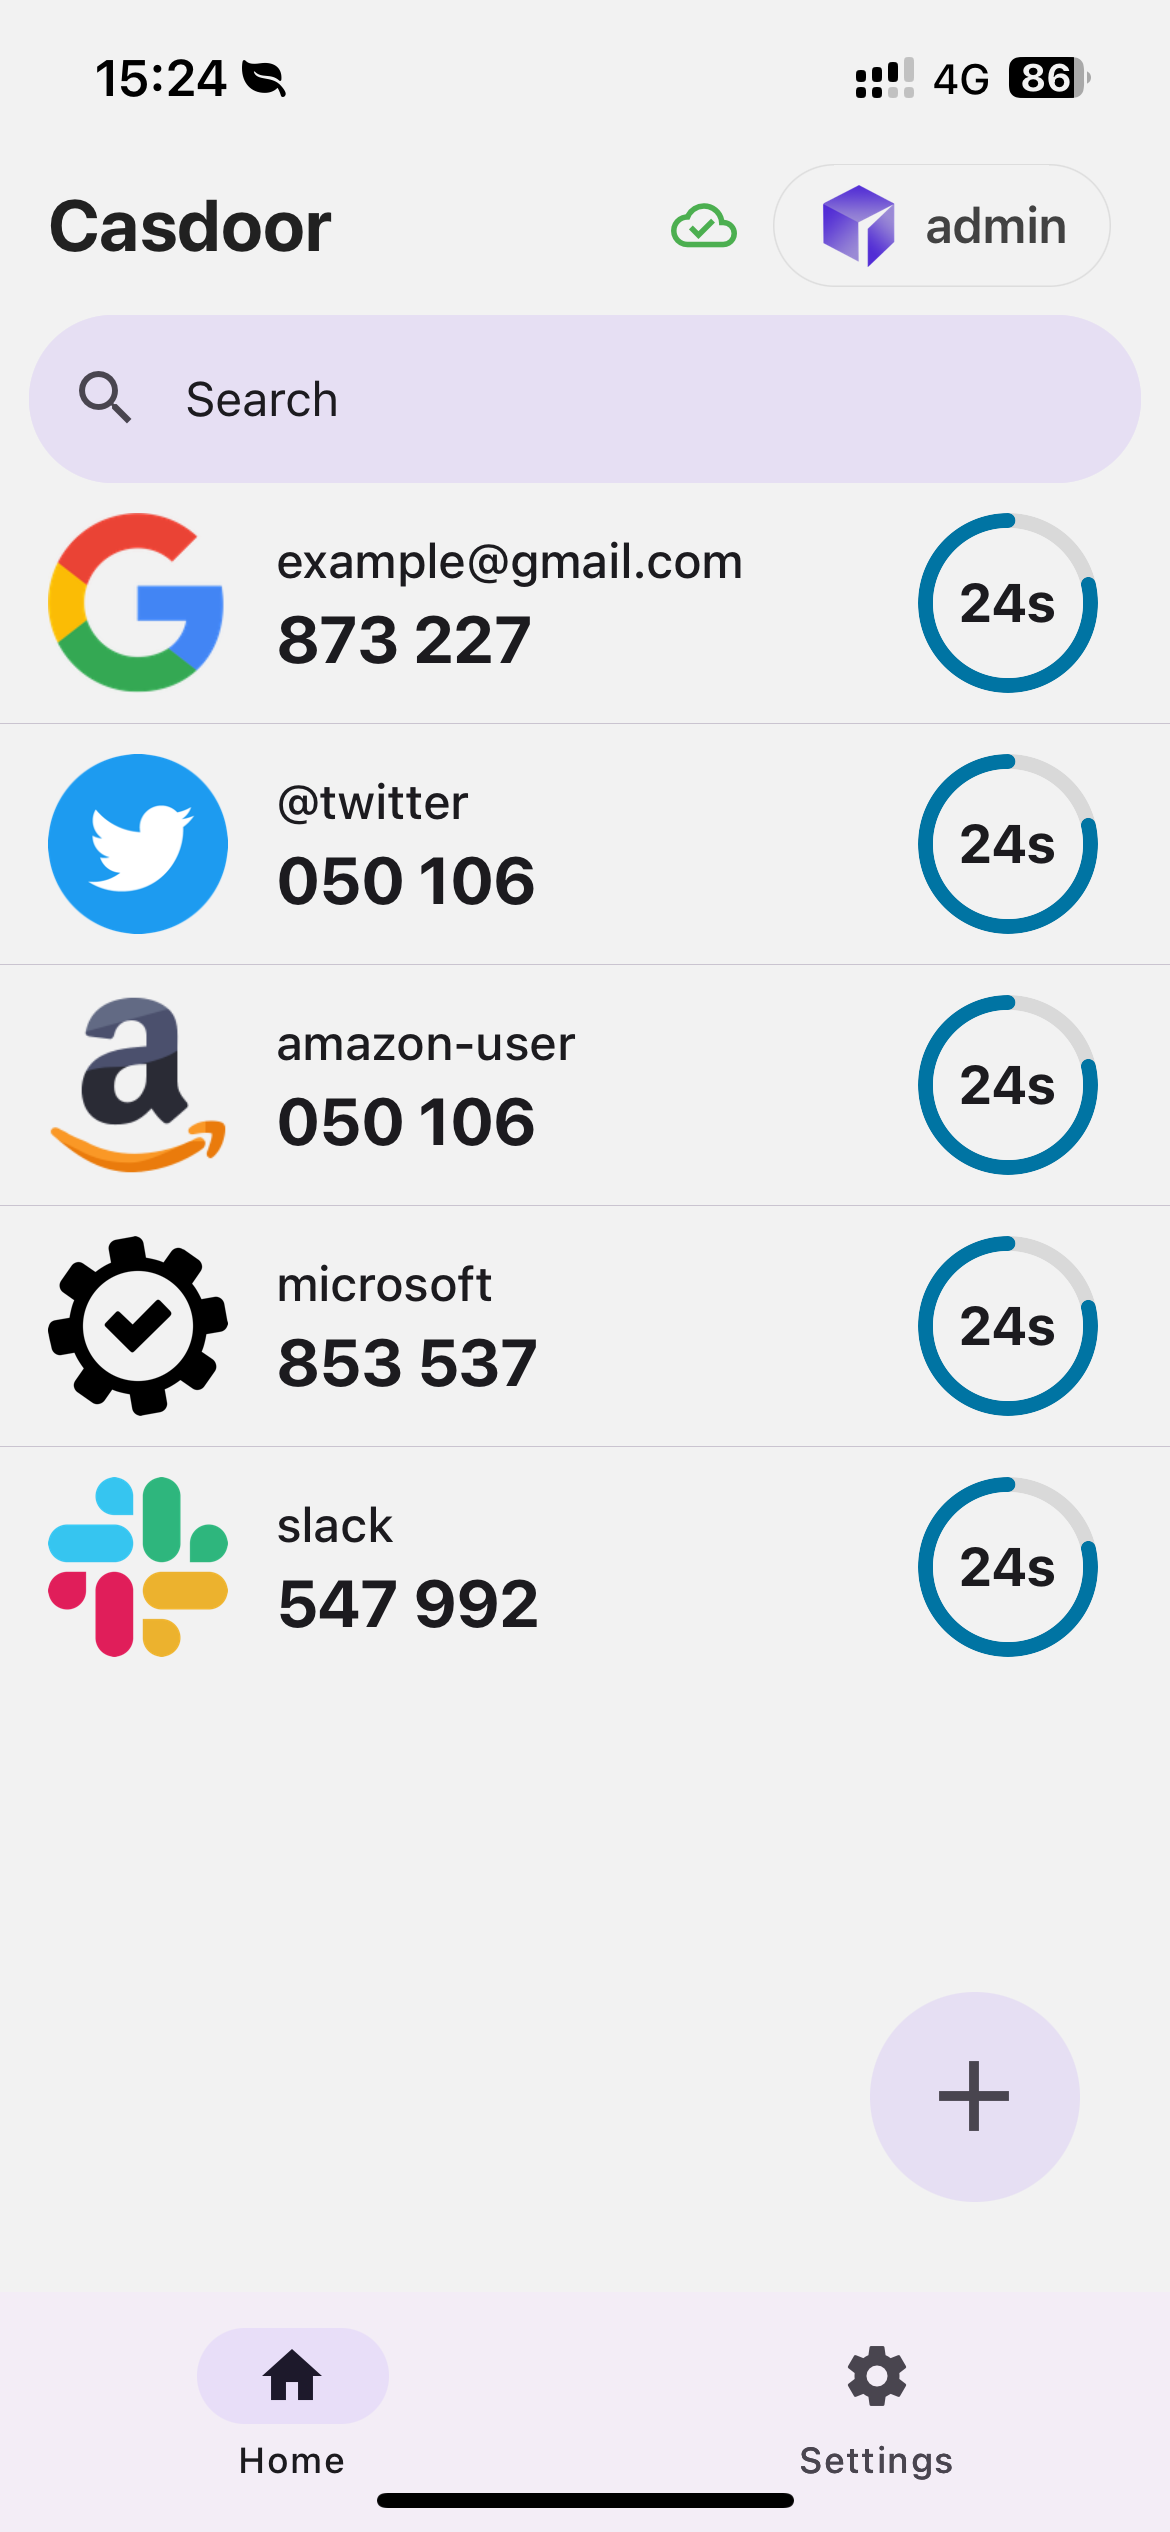 15:24 4G 86
Casdoor admin
Search
example@gmail.com
873 227
24s
@twitter
050 106
24s
amazon-user
050 106
24s
microsoft
853 537
24s
slack
547 992
24s
Home Settings